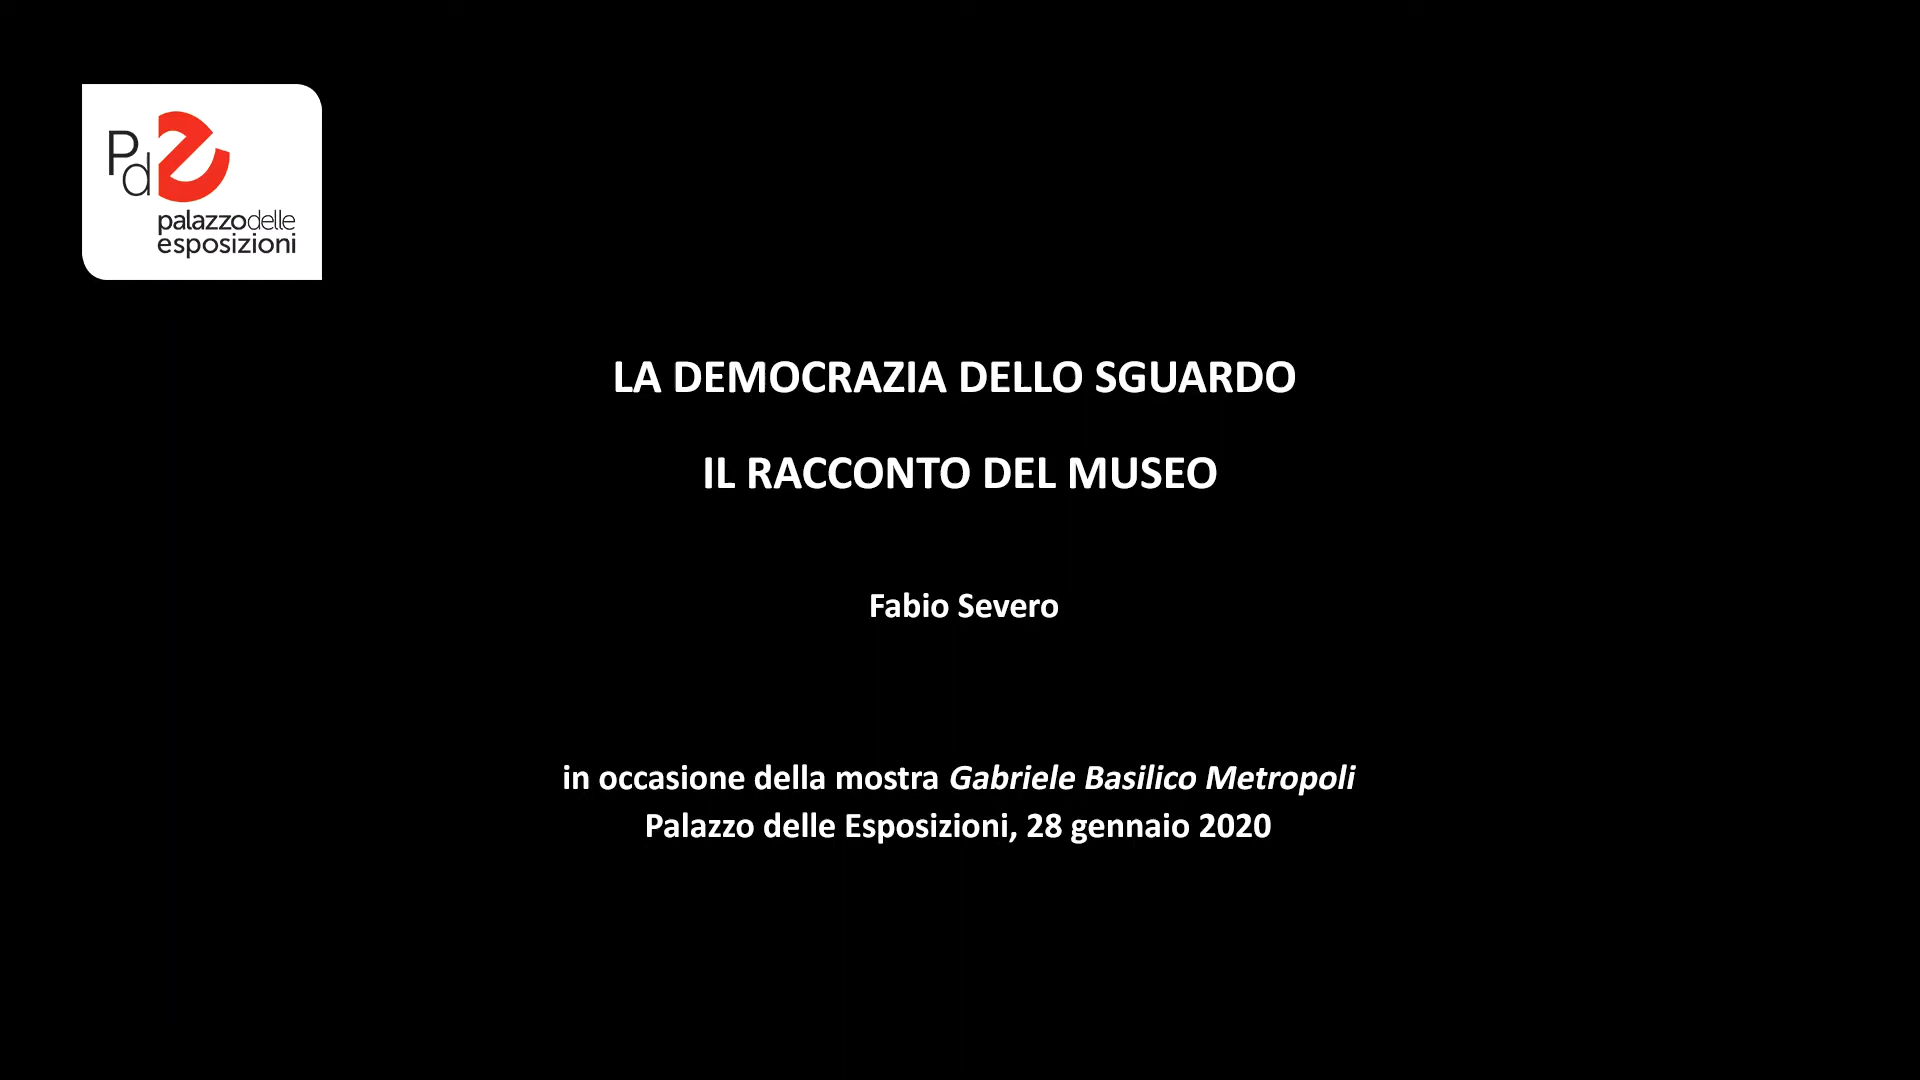 Pd
palazzodelle
esposizioni
LA DEMOCRAZIA DELLO SGUARDO
IL RACCONTO DEL MUSEO
Fabio Severo
in occasione della mostra Gabriele Basilico Metropoli
Palazzo delle Esposizioni, 28 gennaio 2020